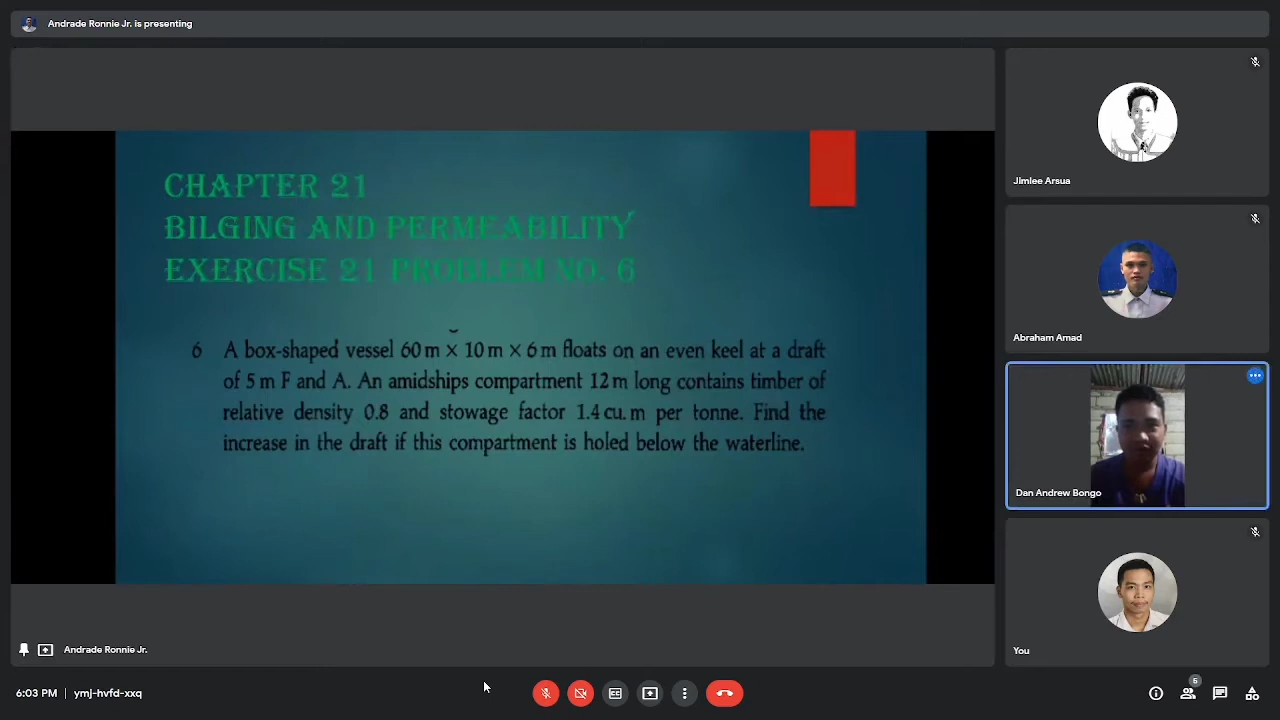 Andrade Ronnie Jr. is presenting
CHAPTER 21
BILGING AND PERMEABILITY
EXERCISE 21 PROBLEM NO. 6
6 A box-shaped vessel 60 m × 10 m × 6 m floats on an even keel at a draft
of 5 m F and A. An amidships compartment 12 m long contains timber of
relative density 0.8 and stowage factor 1.4 cu. m per tonne. Find the
increase in the draft if this compartment is holed below the waterline.
Jimlee Arsua
Abraham Amad
Dan Andrew Bongo
You
Andrade Ronnie Jr.
6:03 PM | ymj-hvfd-xxq
6